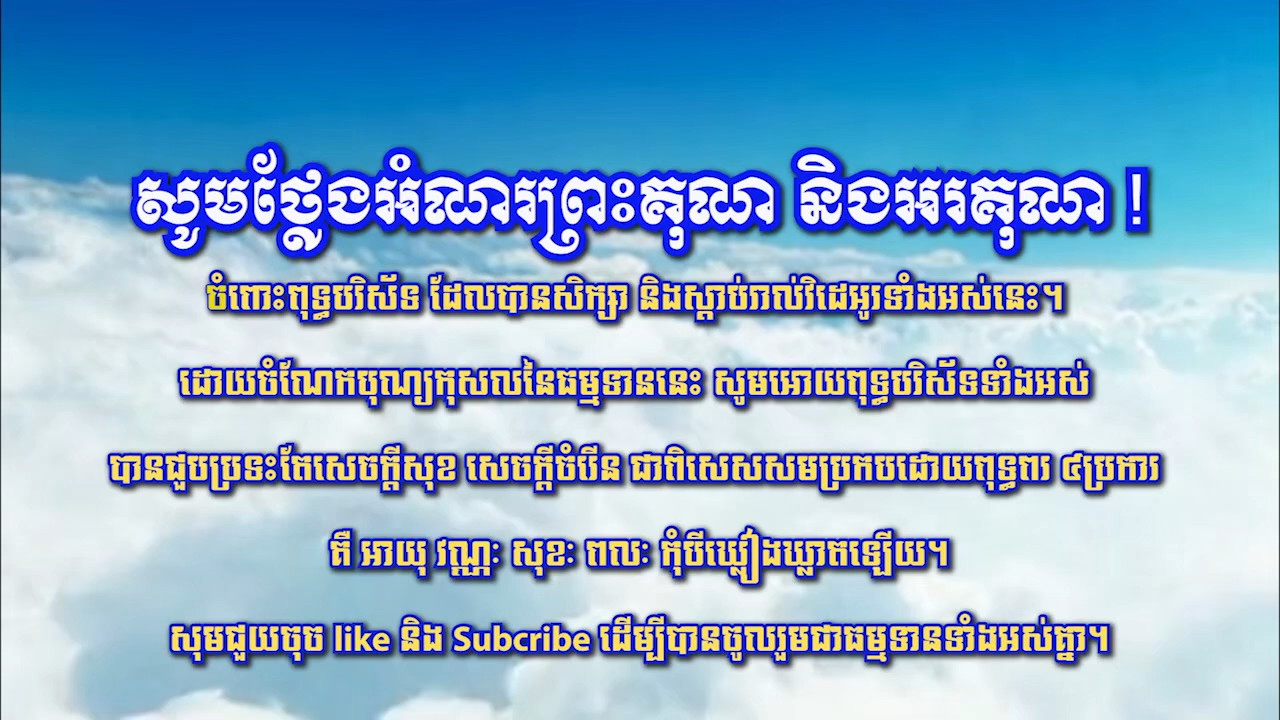 សូមថ្លែងអំណរព្រះគុណ និងអរគុណ !
ចំពោះពុទ្ធបរិស័ទ ដែលបានសិក្សា និងស្តាប់រាល់វិដេអូរទាំងអស់នេះ។
ដោយចំណែកបុណ្យកុសលនៃធម្មទាននេះ សូមអោយពុទ្ធបរិស័ទទាំងអស់
បានជួបប្រទះតែសេចក្តីសុខ សេចក្តីចំរើន ជាពិសេសសមប្រកបដោយពុទ្ធពរ ៤ប្រការ
គឺ អាយុ វណ្ណៈ សុខៈ ពលៈ កុំបីឃ្លៀងឃ្លាតឡើយ។
សុមជួយចុច like និង Subcribe ដើម្បីបានចូលរួមជាធម្មទានទាំងអស់គ្នា។